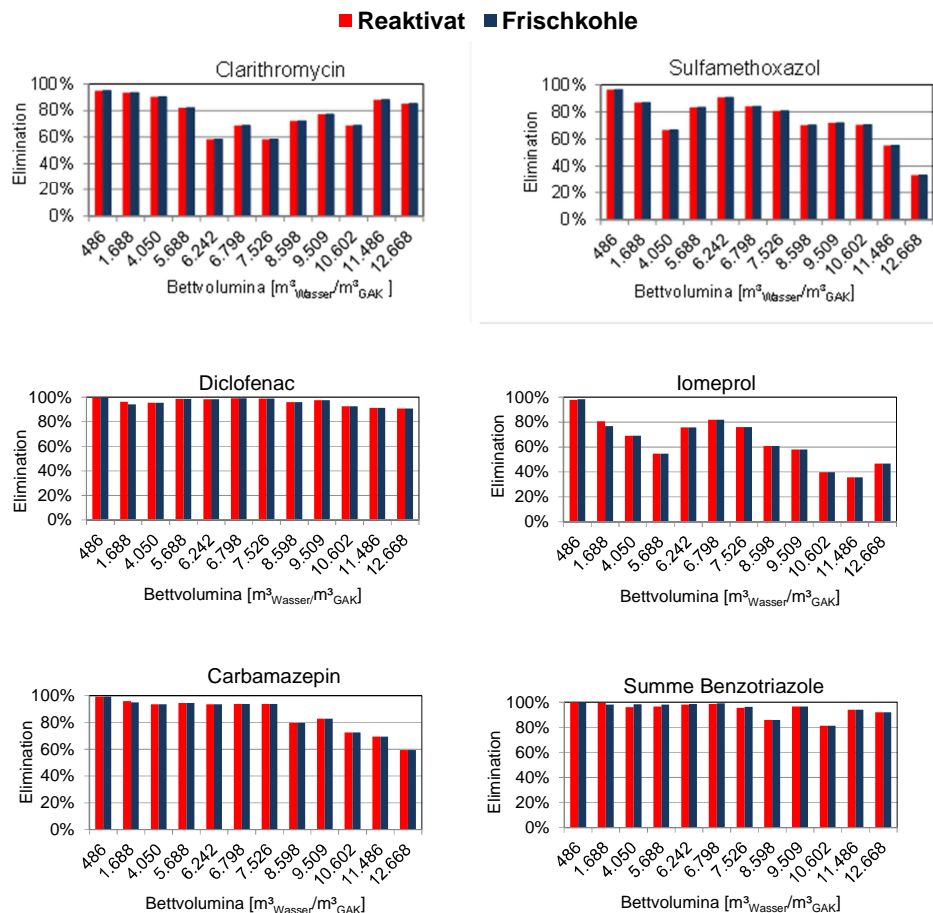 Reaktivat Frischkohle
Clarithromycin
Elimination
100%
80%
60%
40%
20%
0%
486 1.688 4.050 5.688 6.242 6.798 7.526 8.598 9.509 10.602 11.486 12.668
Bettvolumina [m³Wasser/m³GAK ]
Sulfamethoxazol
Elimination
100%
80%
60%
40%
20%
0%
486 1.688 4.050 5.688 6.242 6.798 7.526 8.598 9.509 10.602 11.486 12.668
Bettvolumina [m³Wasser/m³GAK]
Diclofenac
Elimination
100%
80%
60%
40%
20%
0%
486 1.688 4.050 5.688 6.242 6.798 7.526 8.598 9.509 10.602 11.486 12.668
Bettvolumina [m³Wasser/m³GAK]
Iomeprol
Elimination
100%
80%
60%
40%
20%
0%
486 1.688 4.050 5.688 6.242 6.798 7.526 8.598 9.509 10.602 11.486 12.668
Bettvolumina [m³Wasser/m³GAK]
Carbamazepin
Elimination
100%
80%
60%
40%
20%
0%
486 1.688 4.050 5.688 6.242 6.798 7.526 8.598 9.509 10.602 11.486 12.668
Bettvolumina [m³Wasser/m³GAK]
Summe Benzotriazole
Elimination
100%
80%
60%
40%
20%
0%
486 1.688 4.050 5.688 6.242 6.798 7.526 8.598 9.509 10.602 11.486 12.668
Bettvolumina [m³Wasser/m³GAK]